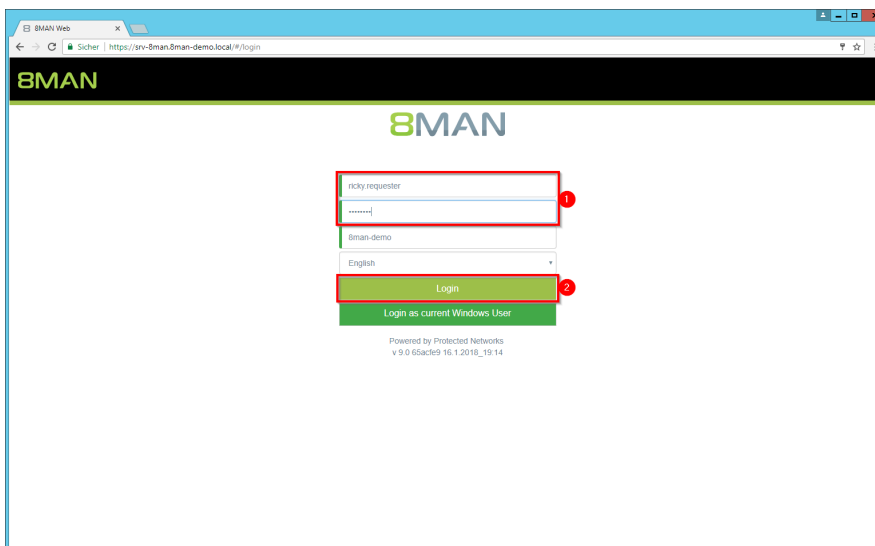 8MAN Web
Sicher | https://srv-8man.8man-demo.local/#/login
8MAN
8MAN
ricky.requester
1
8man-demo
English
Login
2
Login as current Windows User
Powered by Protected Networks
v 9.0 65acfe9 16.1.2018_19:14